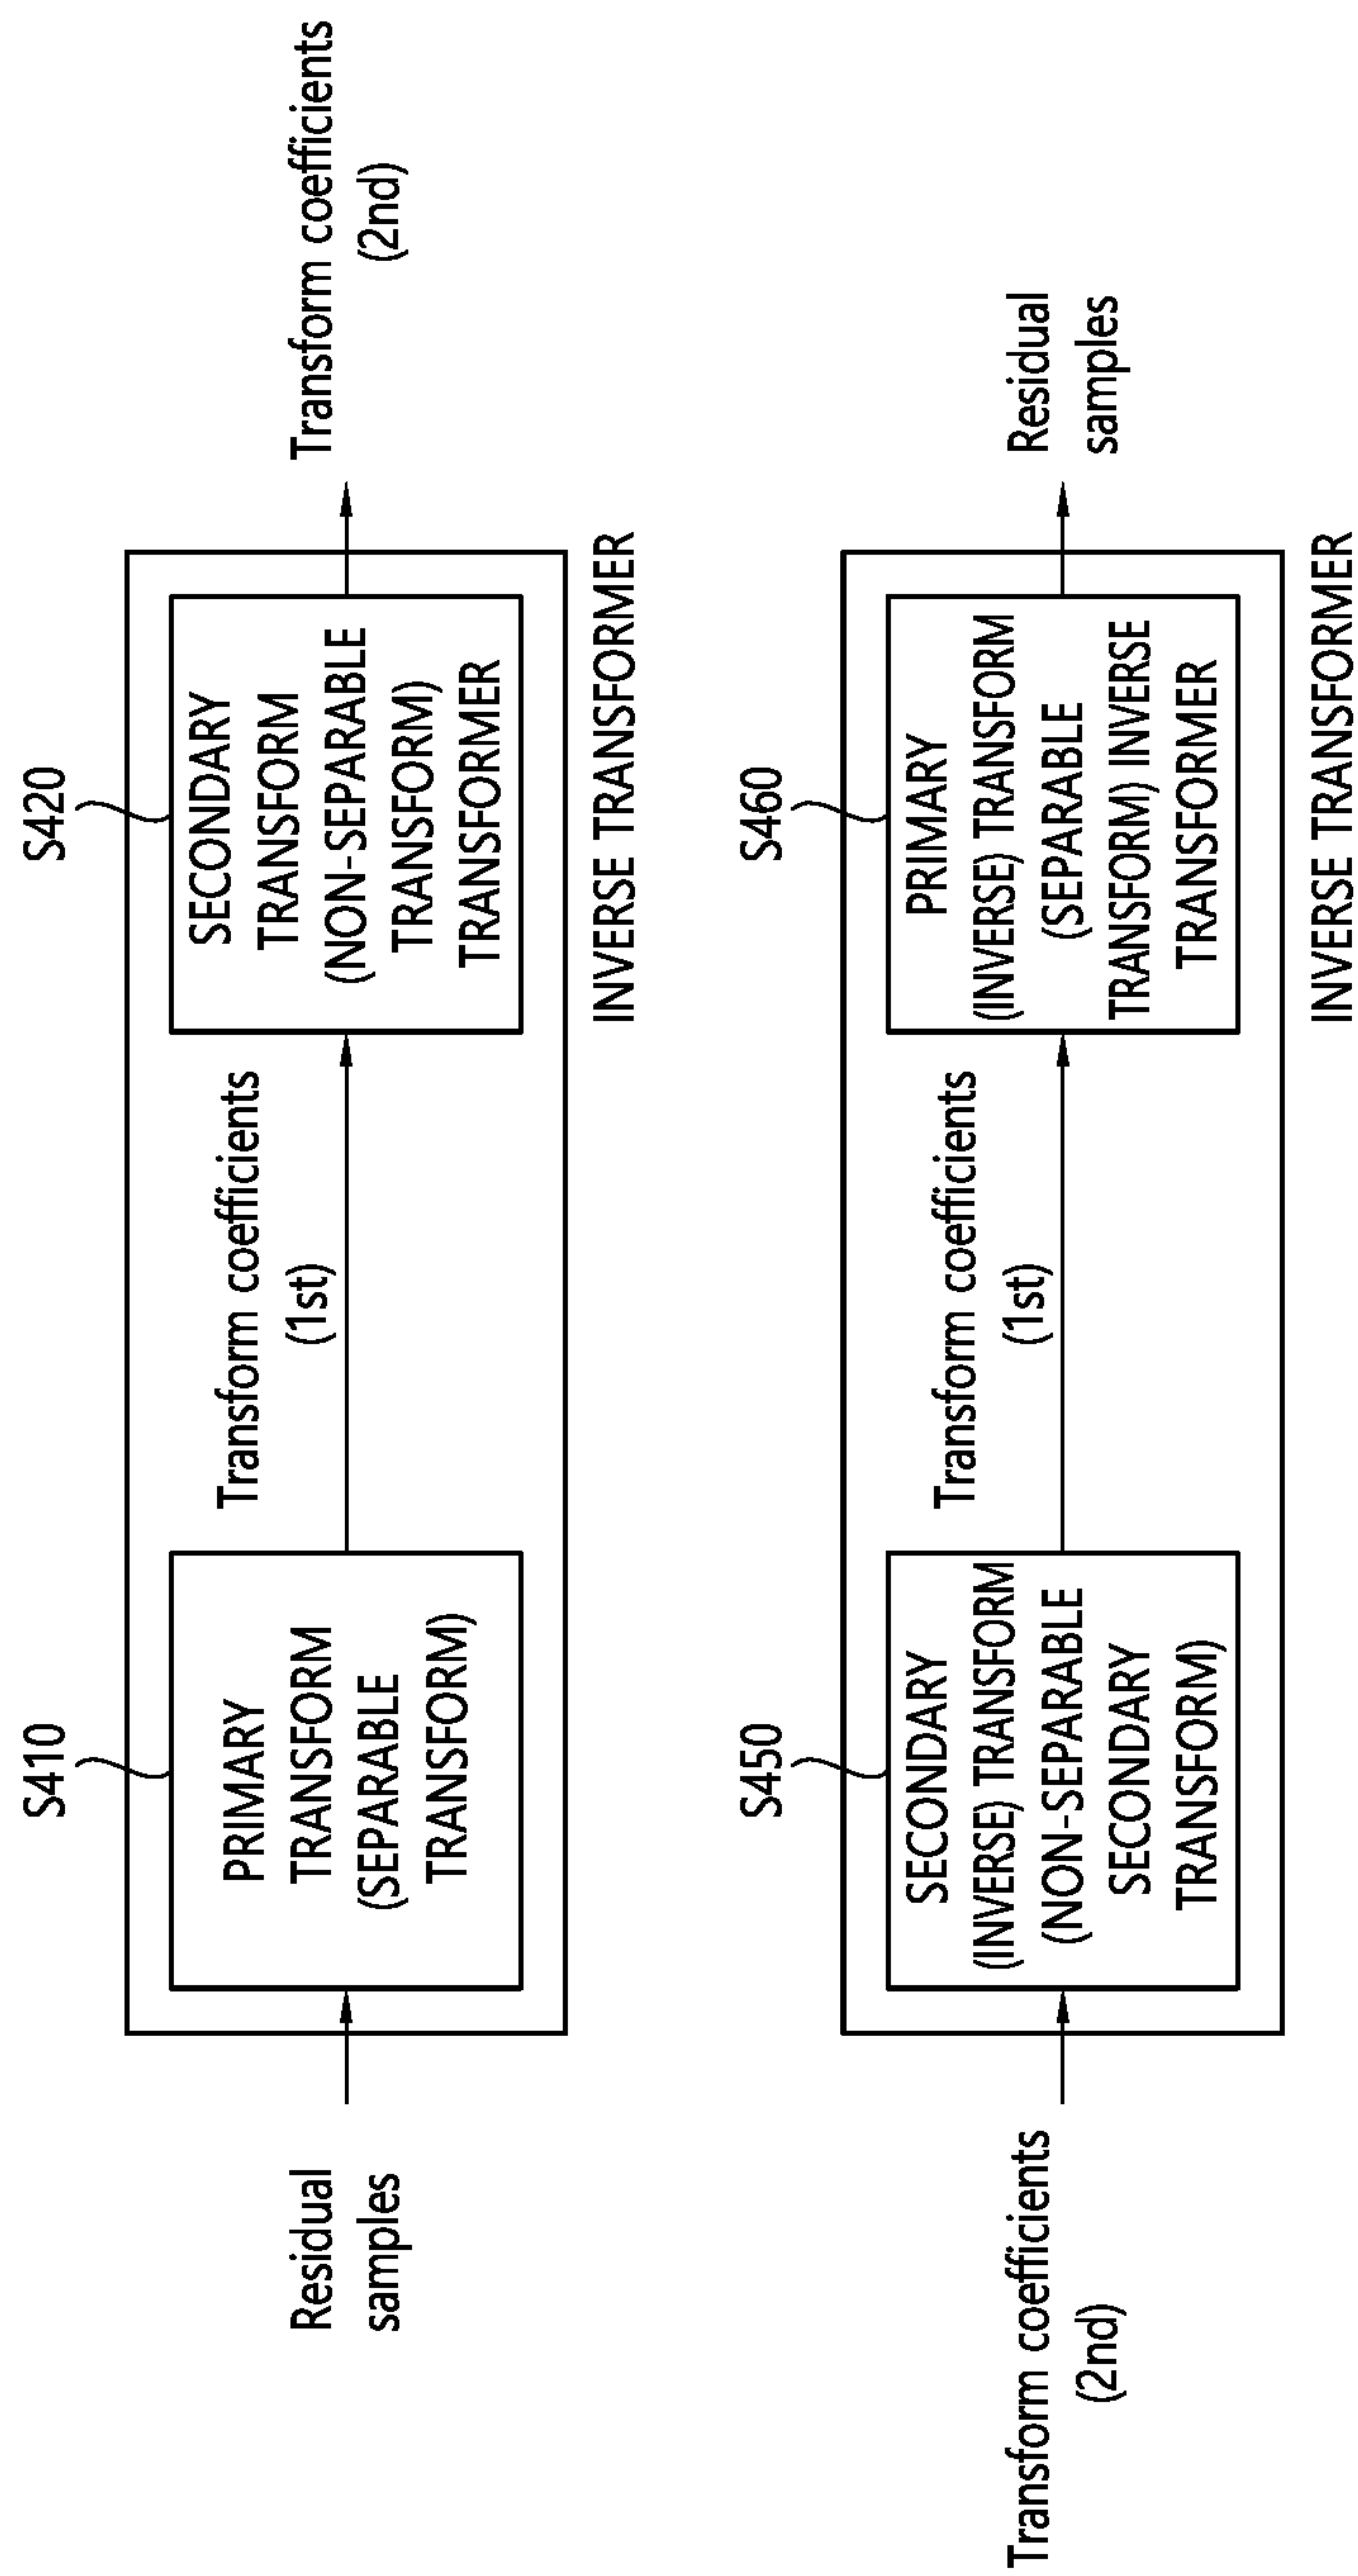 S410
S420
Residual
samples
PRIMARY
TRANSFORM
(SEPARABLE
TRANSFORM)
Transform coefficients
(1st)
SECONDARY
TRANSFORM
(NON-SEPARABLE
TRANSFORM)
TRANSFORMER
Transform coefficients
(2nd)
INVERSE TRANSFORMER
S450
S460
Transform coefficients
(2nd)
SECONDARY
(INVERSE) TRANSFORM
(NON-SEPARABLE
SECONDARY
TRANSFORM)
Transform coefficients
(1st)
PRIMARY
(INVERSE) TRANSFORM
(SEPARABLE
TRANSFORM) INVERSE
TRANSFORMER
Residual
samples
INVERSE TRANSFORMER